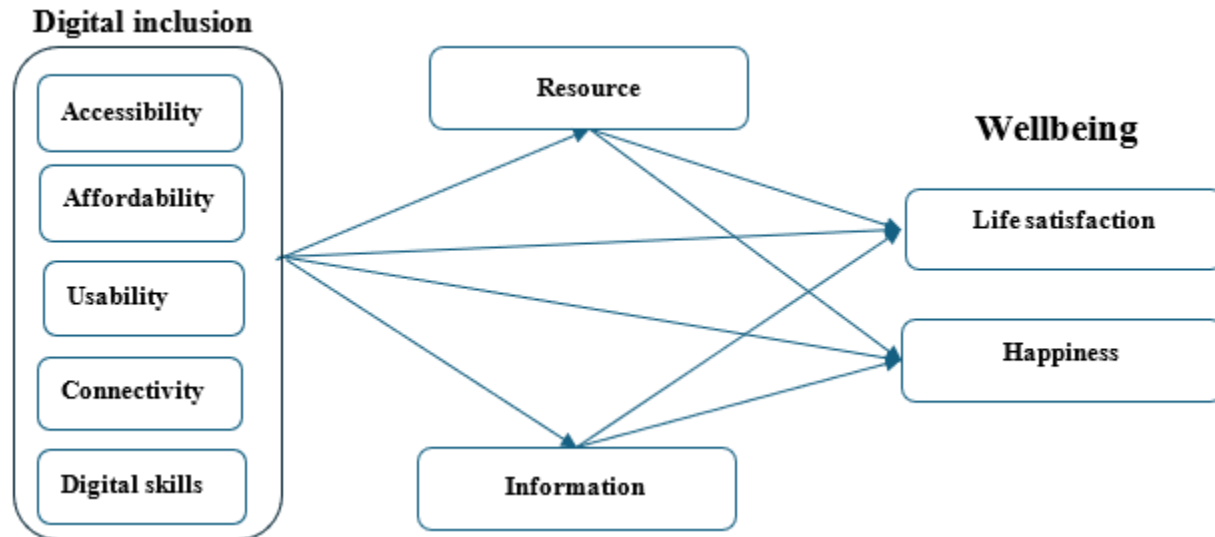 Digital inclusion
Accessibility
Affordability
Usability
Connectivity
Digital skills
Resource
Information
Wellbeing
Life satisfaction
Happiness